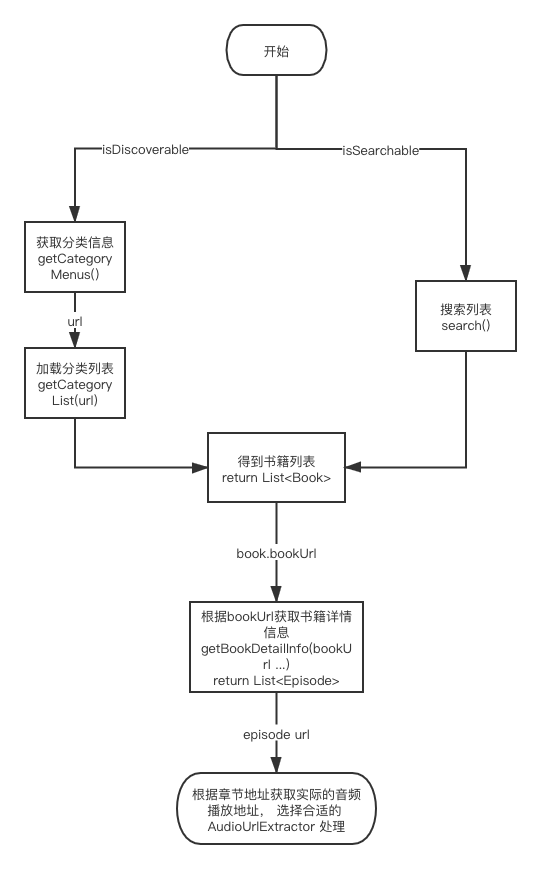 开始
isDiscoverable
isSearchable
获取分类信息
getCategory
Menus()
url
加载分类列表
getCategory
List(url)
搜索列表
search()
得到书籍列表
return List<Book>
book.bookUrl
根据bookUrl获取书籍详情
信息
getBookDetailInfo(bookU
rl ...)
return List<Episode>
episode url
根据章节地址获取实际的音频
播放地址， 选择合适的
AudioUrlExtractor 处理